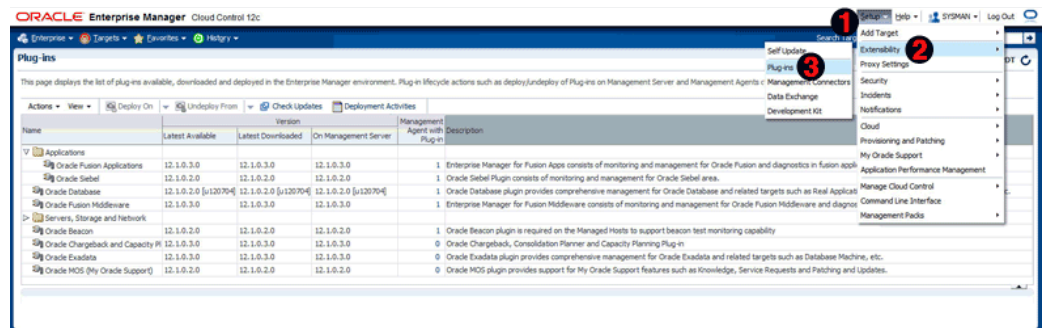 ORACLE Enterprise Manager Cloud Control 12c
Setup Help SYSMAN Log Out
Enterprise Targets Favorites History
Search Targ
Plug-ins
This page displays the list of plug-ins available, downloaded and deployed in the Enterprise Manager environment. Plug-in lifecycle actions such as deploy/undeploy of Plug-ins on Management Server and Management Agents
Actions View Deploy On Undeploy From Check Updates Deployment Activities
Name
Version
Latest Available Latest Downloaded On Management Server
Management Agent with Plug-in
Description
Applications
Oracle Fusion Applications 12.1.0.3.0 12.1.0.3.0 12.1.0.3.0 1 Enterprise Manager for Fusion Apps consists of monitoring and management for Oracle Fusion and diagnostics in fusion appli
Oracle Siebel 12.1.0.2.0 12.1.0.2.0 12.1.0.2.0 1 Oracle Siebel Plugin consists of monitoring and management for Oracle Siebel area.
Oracle Database 12.1.0.2.0 [u120704] 12.1.0.2.0 [u120704] 12.1.0.2.0 [u120704] 1 Oracle Database plugin provides comprehensive management for Oracle Database and related targets such as Real Applicati
Oracle Fusion Middleware 12.1.0.3.0 12.1.0.3.0 12.1.0.3.0 1 Enterprise Manager for Fusion Middleware consists of monitoring and management for Oracle Fusion Middleware and diagnos
Servers, Storage and Network
Oracle Beacon 12.1.0.2.0 12.1.0.2.0 12.1.0.2.0 1 Oracle Beacon plugin is required on the Managed Hosts to support beacon test monitoring capability
Oracle Chargeback and Capacity Pl 12.1.0.3.0 12.1.0.3.0 12.1.0.3.0 0 Oracle Chargeback, Consolidation Planner and Capacity Planning Plug-in
Oracle Exadata 12.1.0.3.0 12.1.0.3.0 12.1.0.3.0 0 Oracle Exadata plugin provides comprehensive management for Oracle Exadata and related targets such as Database Machine, etc.
Oracle MOS (My Oracle Support) 12.1.0.2.0 12.1.0.2.0 12.1.0.2.0 0 Oracle MOS plugin provides support for My Oracle Support features such as Knowledge, Service Requests and Patching and Updates.
1
2
3
Self Update
Plug-ins
Management Connectors
Data Exchange
Development Kit
Add Target
Extensibility
Proxy Settings
Security
Incidents
Notifications
Cloud
Provisioning and Patching
My Oracle Support
Application Performance Management
Manage Cloud Control
Command Line Interface
Management Packs